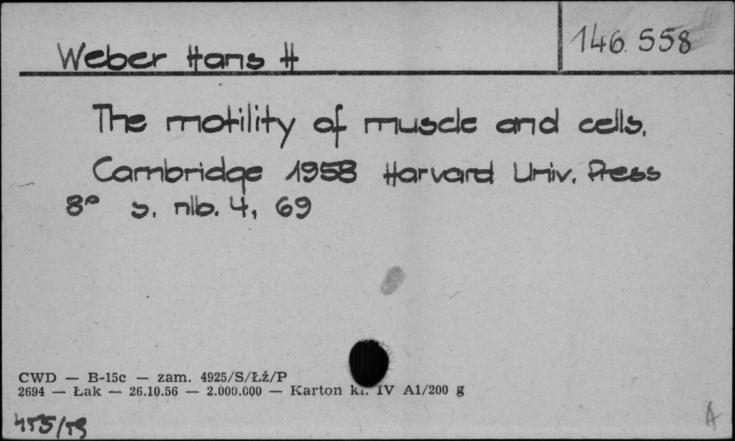 Weber Hans H
146.558
The motility of muscle and cells.
Cambridge 1958 Harvard Univ. Press
8° s. nlb. 4, 69
CWD — B-15c — zam. 4925/S/Łż/P
2694 — Łak — 26.10.56 — 2.000.000 — Karton kl. IV A1/200 g
455/59
A